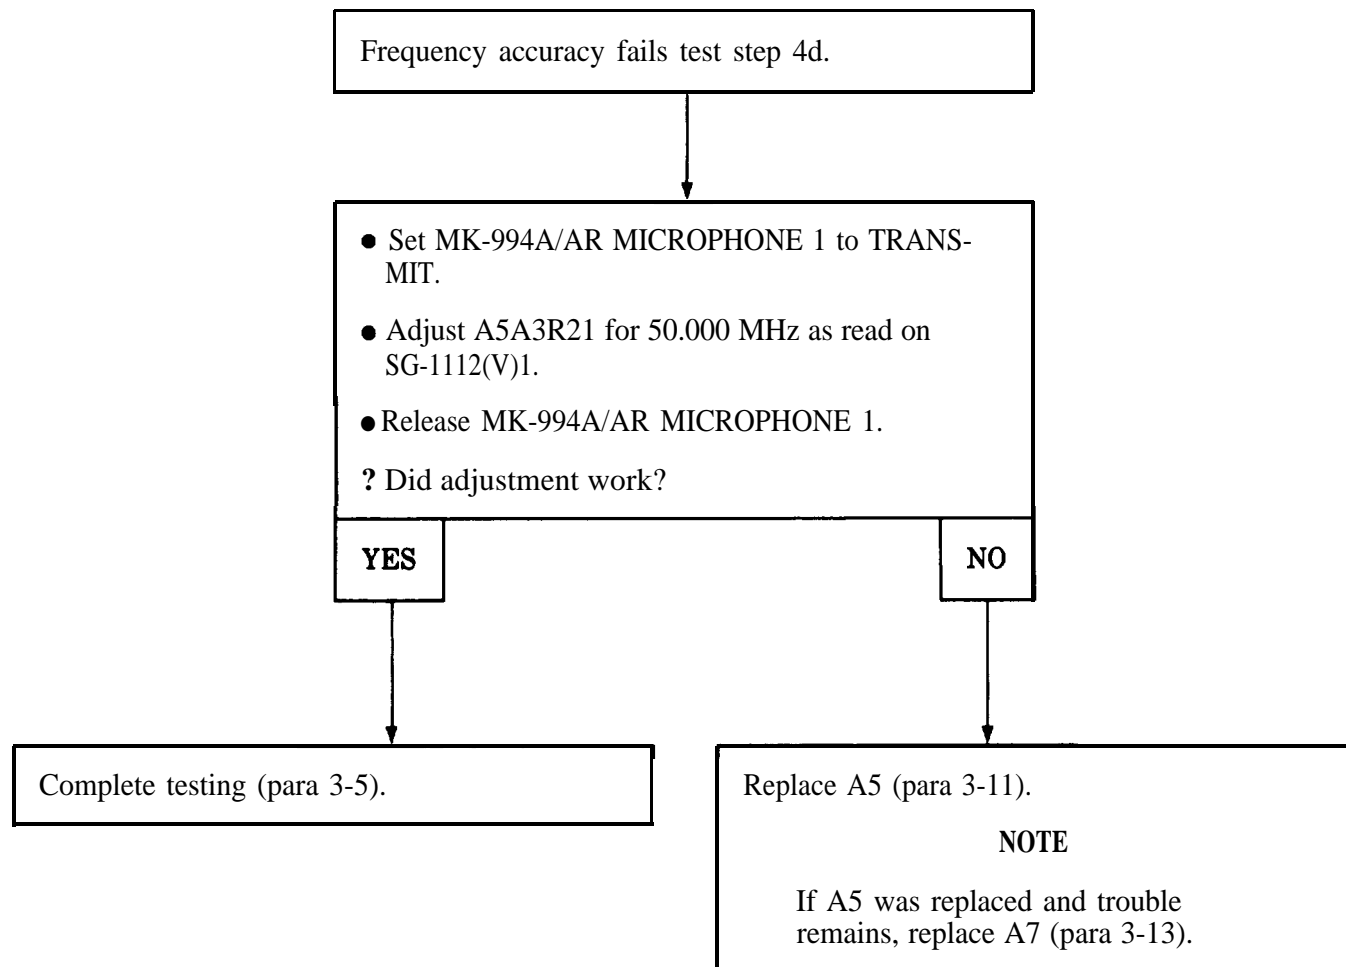 Frequency accuracy fails test step 4d.
● Set MK-994A/AR MICROPHONE 1 to TRANS-
MIT.
● Adjust A5A3R21 for 50.000 MHz as read on
SG-1112(V)1.
● Release MK-994A/AR MICROPHONE 1.
? Did adjustment work?
YES
NO
Complete testing (para 3-5).
Replace A5 (para 3-11).
NOTE
If A5 was replaced and trouble
remains, replace A7 (para 3-13).